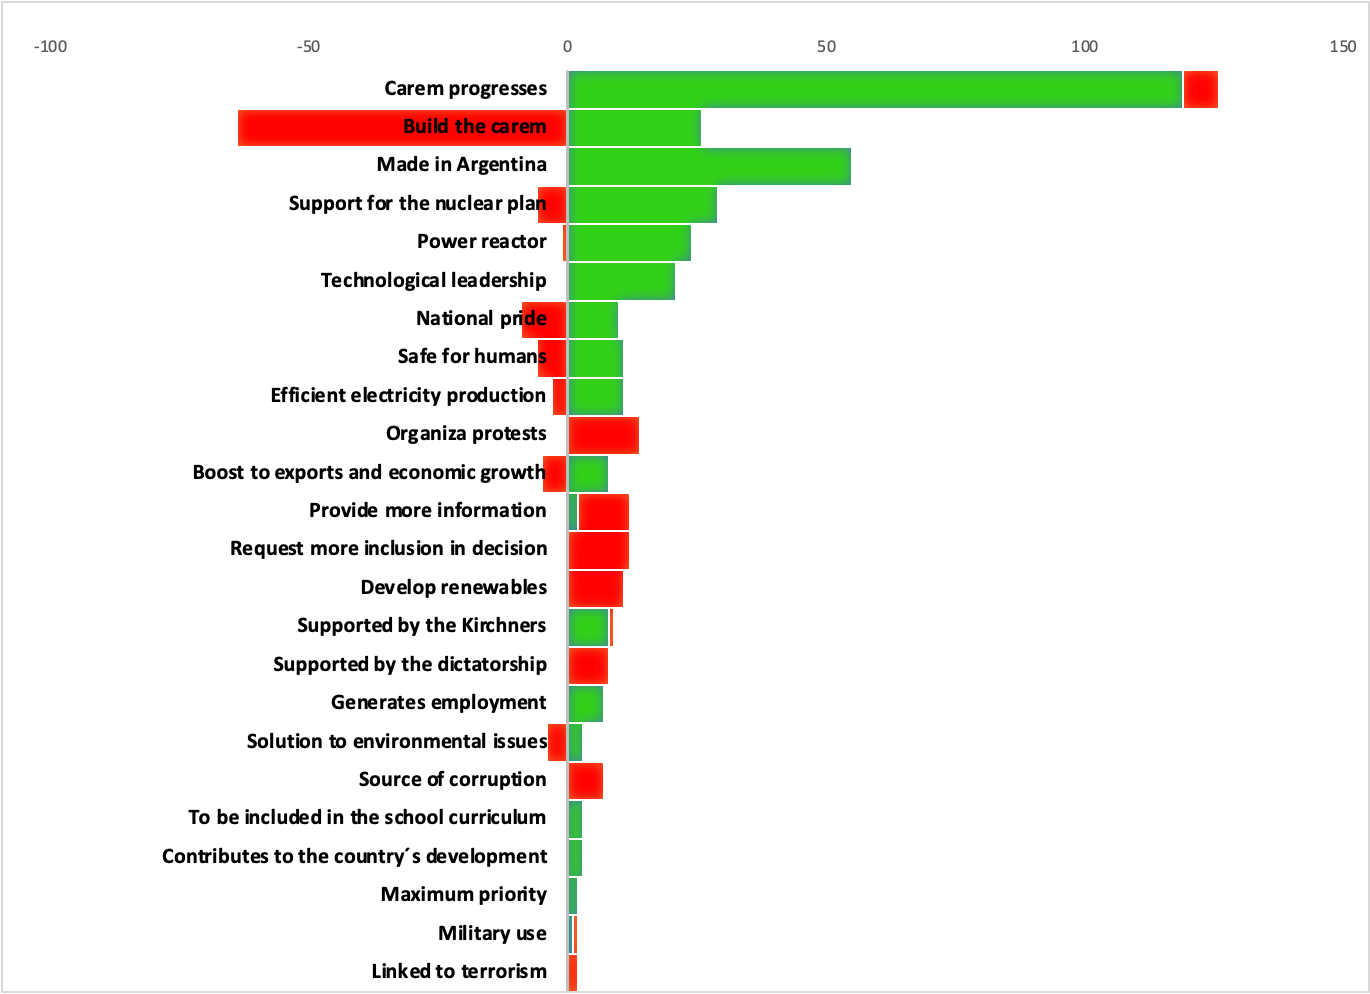 -100 -50 0 50 100 150
Carem progresses
Build the carem
Made in Argentina
Support for the nuclear plan
Power reactor
Technological leadership
National pride
Safe for humans
Efficient electricity production
Organiza protests
Boost to exports and economic growth
Provide more information
Request more inclusion in decision
Develop renewables
Supported by the Kirchners
Supported by the dictatorship
Generates employment
Solution to environmental issues
Source of corruption
To be included in the school curriculum
Contributes to the country´s development
Maximum priority
Military use
Linked to terrorism